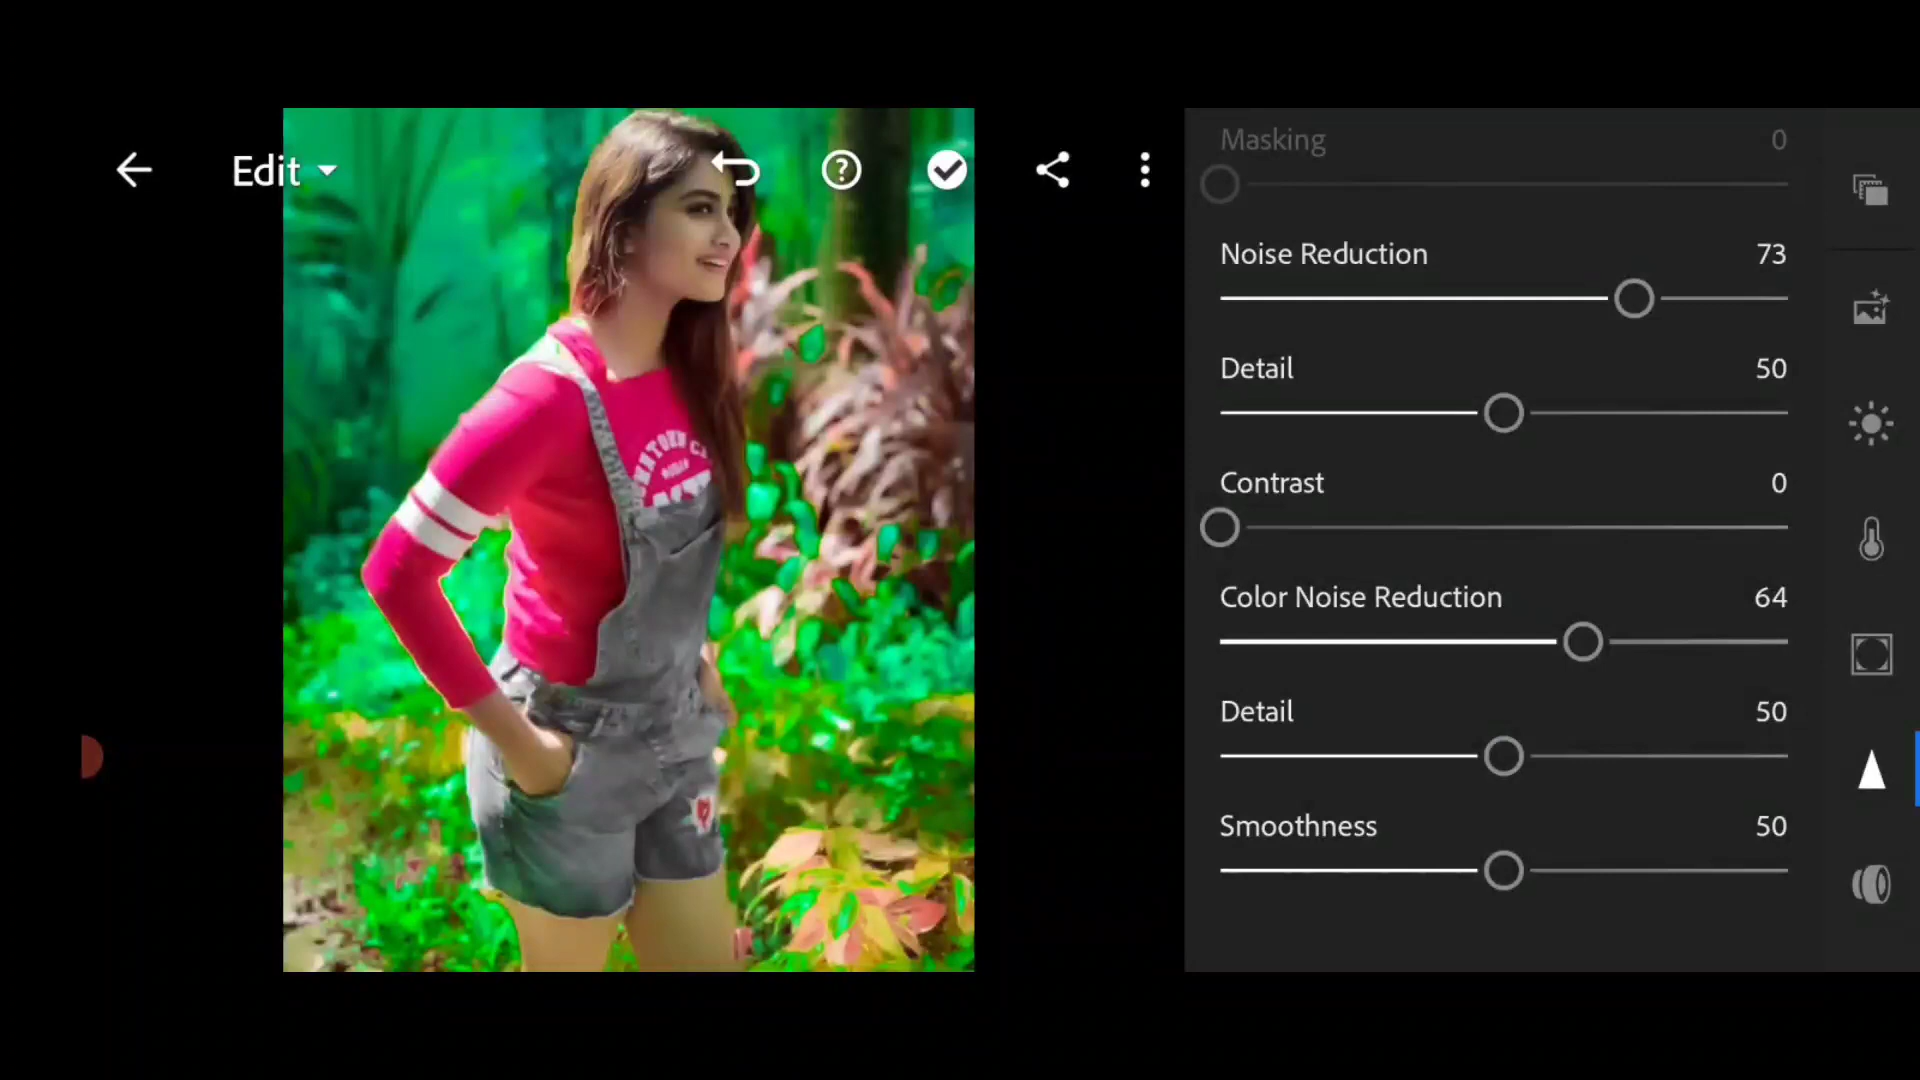 Edit
Masking 0
Noise Reduction 73
Detail 50
Contrast 0
Color Noise Reduction 64
Detail 50
Smoothness 50